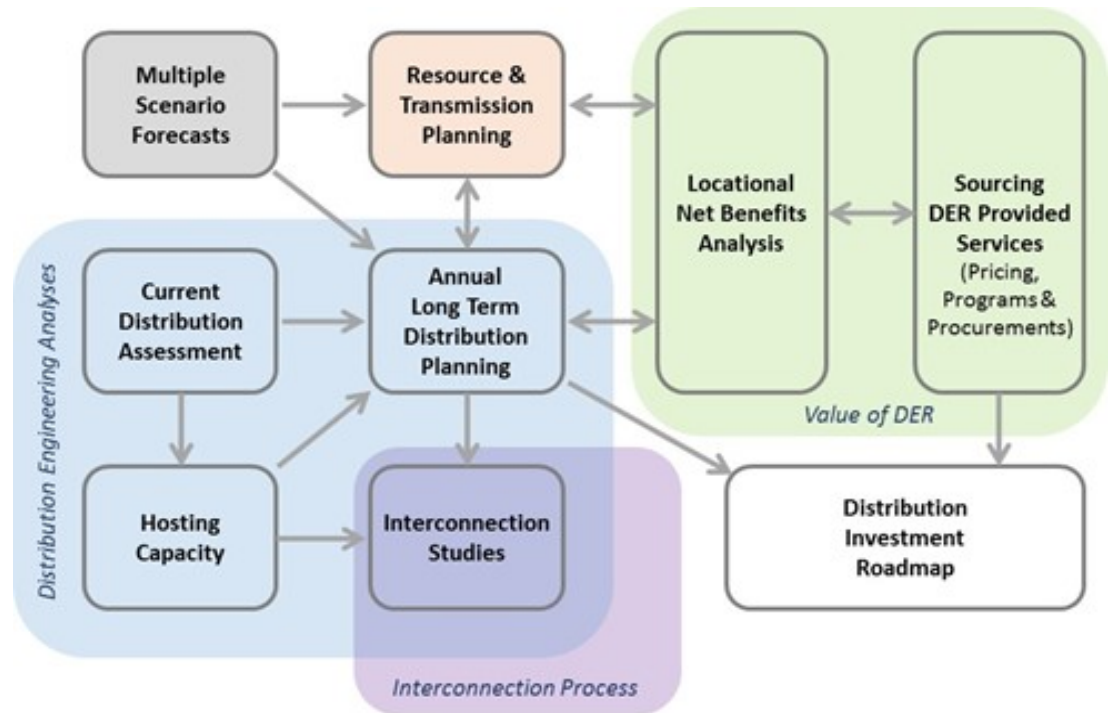 Multiple
Scenario
Forecasts
Resource &
Transmission
Planning
Locational
Net Benefits
Analysis
Sourcing
DER Provided
Services
(Pricing,
Programs &
Procurements)
Value of DER
Distribution Engineering Analyses
Current
Distribution
Assessment
Annual
Long Term
Distribution
Planning
Hosting
Capacity
Interconnection
Studies
Interconnection Process
Distribution
Investment
Roadmap